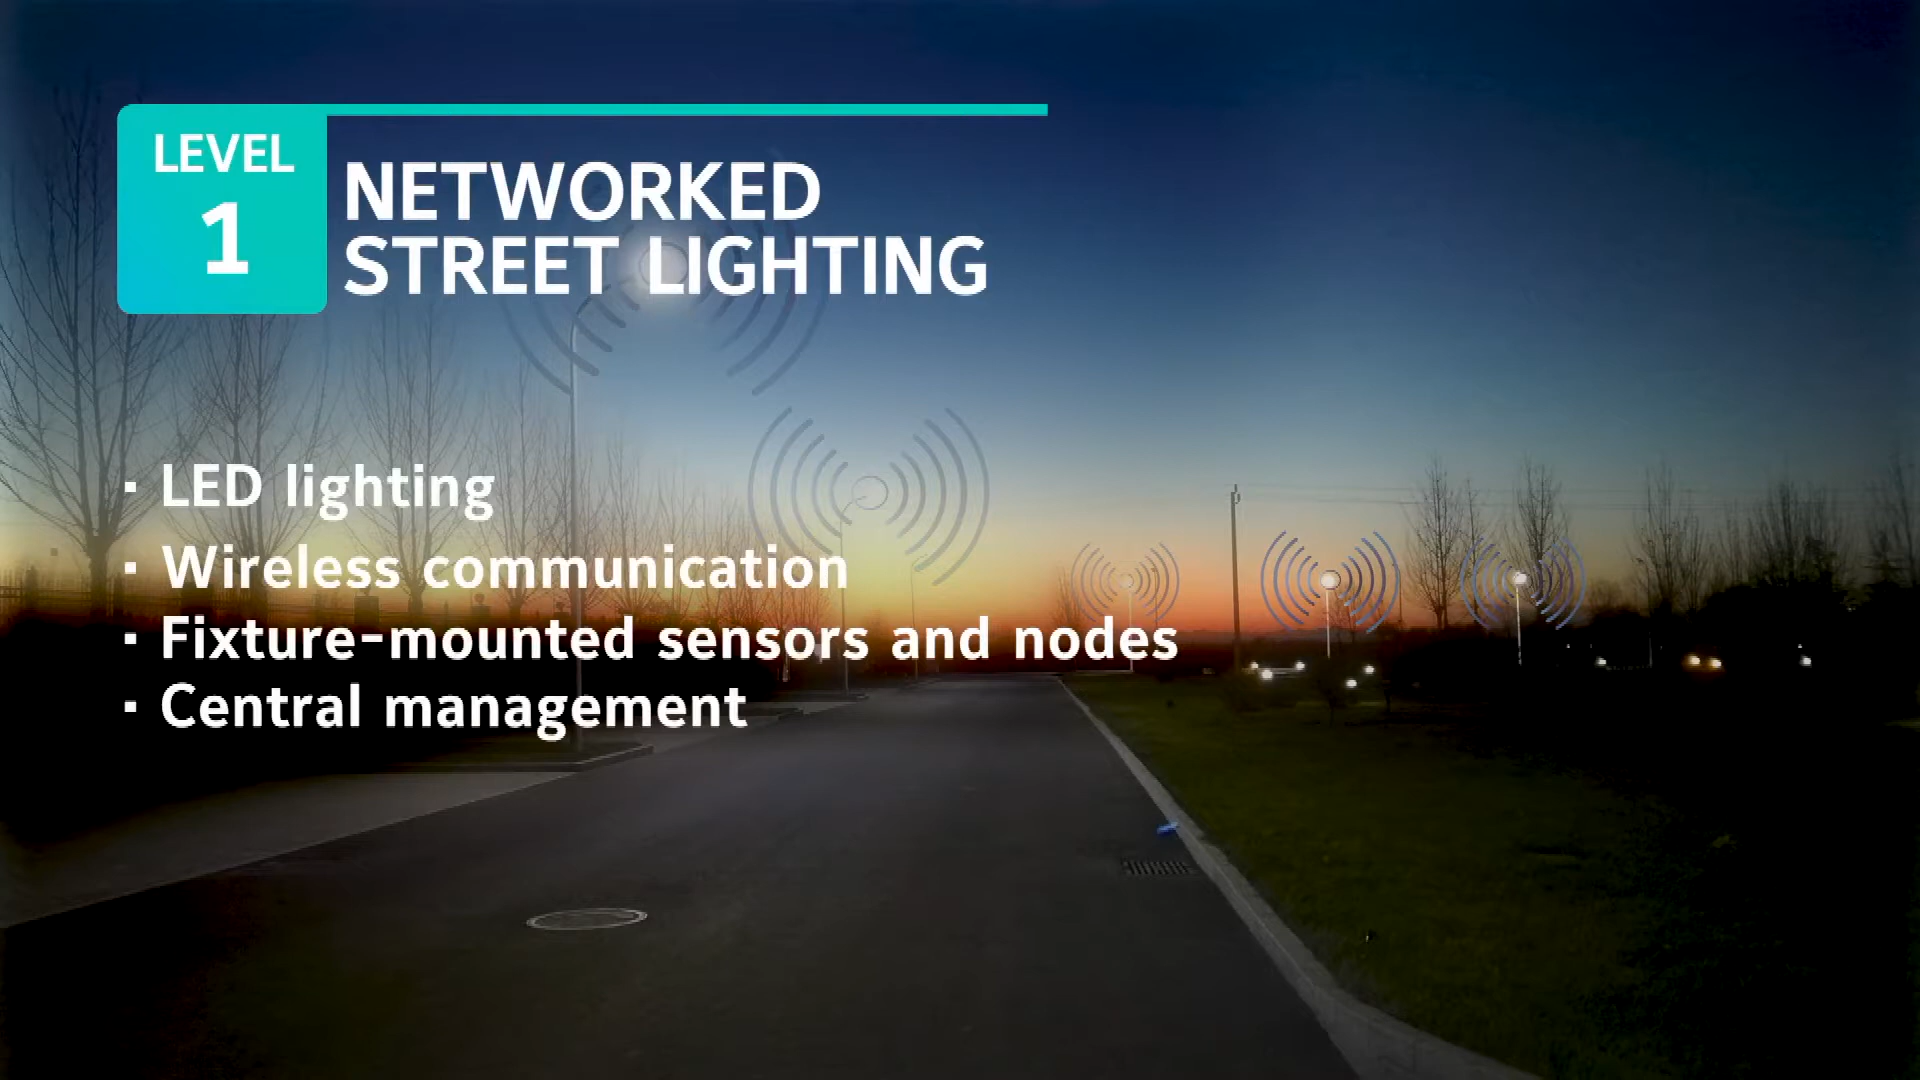 LEVEL
1
NETWORKED
STREET LIGHTING
· LED lighting
· Wireless communication
· Fixture-mounted sensors and nodes
· Central management